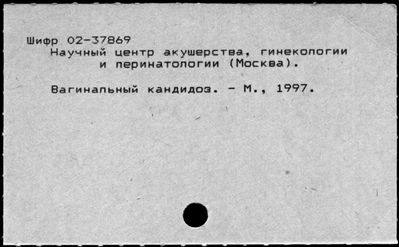 Шифр 02-37869
Научный центр акушерства, гинекологии
и перинатологии (Москва).
Вагинальный кандидоз. - М., 1997.